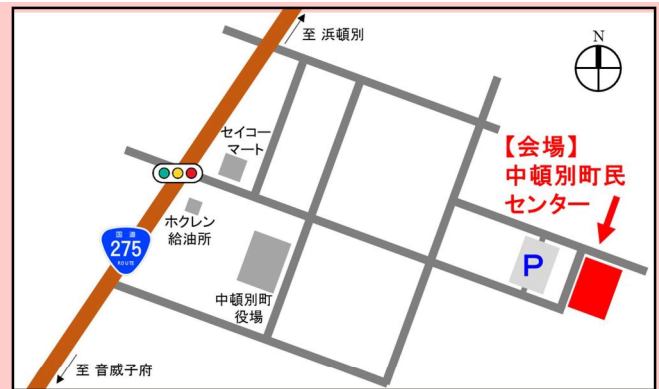 至 浜頓別
N
セイコー
マート
【会場】
中頓別町民
センター
ホクレン
給油所
国道
275
ROUTE
P
中頓別町
役場
至 音威子府